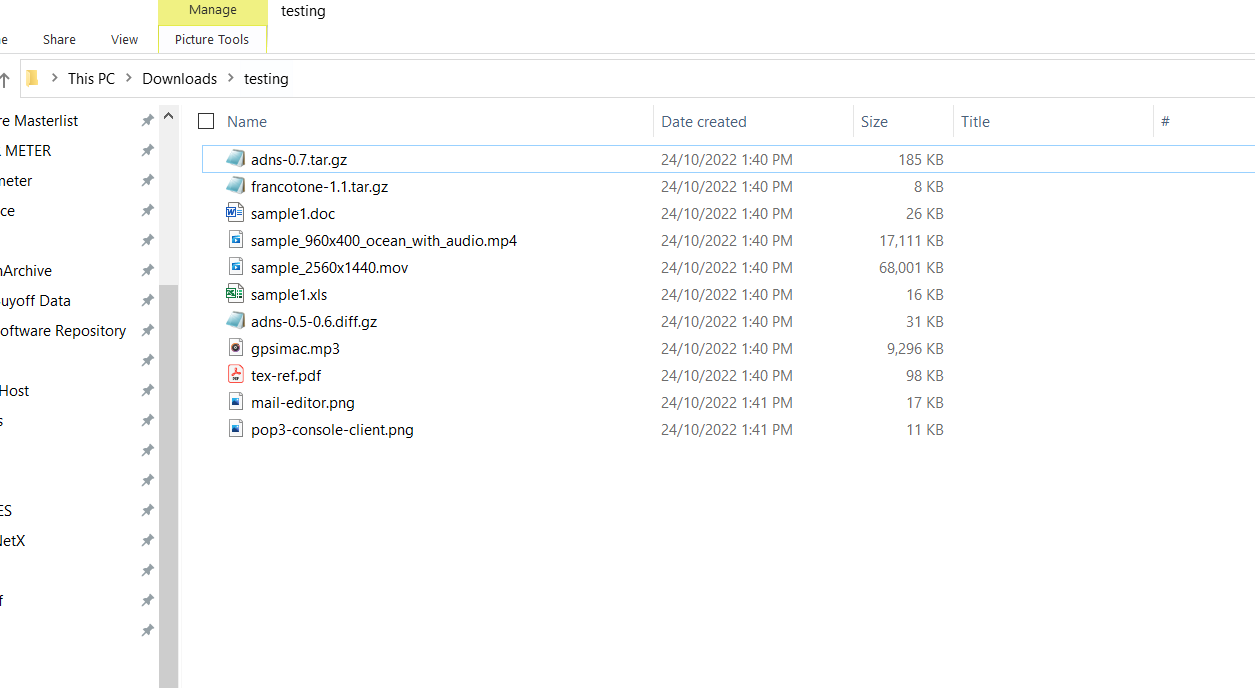 Manage testing
Share View Picture Tools
This PC > Downloads > testing
Name Date created Size Title #
re Masterlist
METER
meter
ce
Archive
uyoff Data
oftware Repository
Host
s
ES
NetX
f
adns-0.7.tar.gz 24/10/2022 1:40 PM 185 KB
francotone-1.1.tar.gz 24/10/2022 1:40 PM 8 KB
sample1.doc 24/10/2022 1:40 PM 26 KB
sample_960x400_ocean_with_audio.mp4 24/10/2022 1:40 PM 17,111 KB
sample_2560x1440.mov 24/10/2022 1:40 PM 68,001 KB
sample1.xls 24/10/2022 1:40 PM 16 KB
adns-0.5-0.6.diff.gz 24/10/2022 1:40 PM 31 KB
gpsimac.mp3 24/10/2022 1:40 PM 9,296 KB
tex-ref.pdf 24/10/2022 1:40 PM 98 KB
mail-editor.png 24/10/2022 1:41 PM 17 KB
pop3-console-client.png 24/10/2022 1:41 PM 11 KB